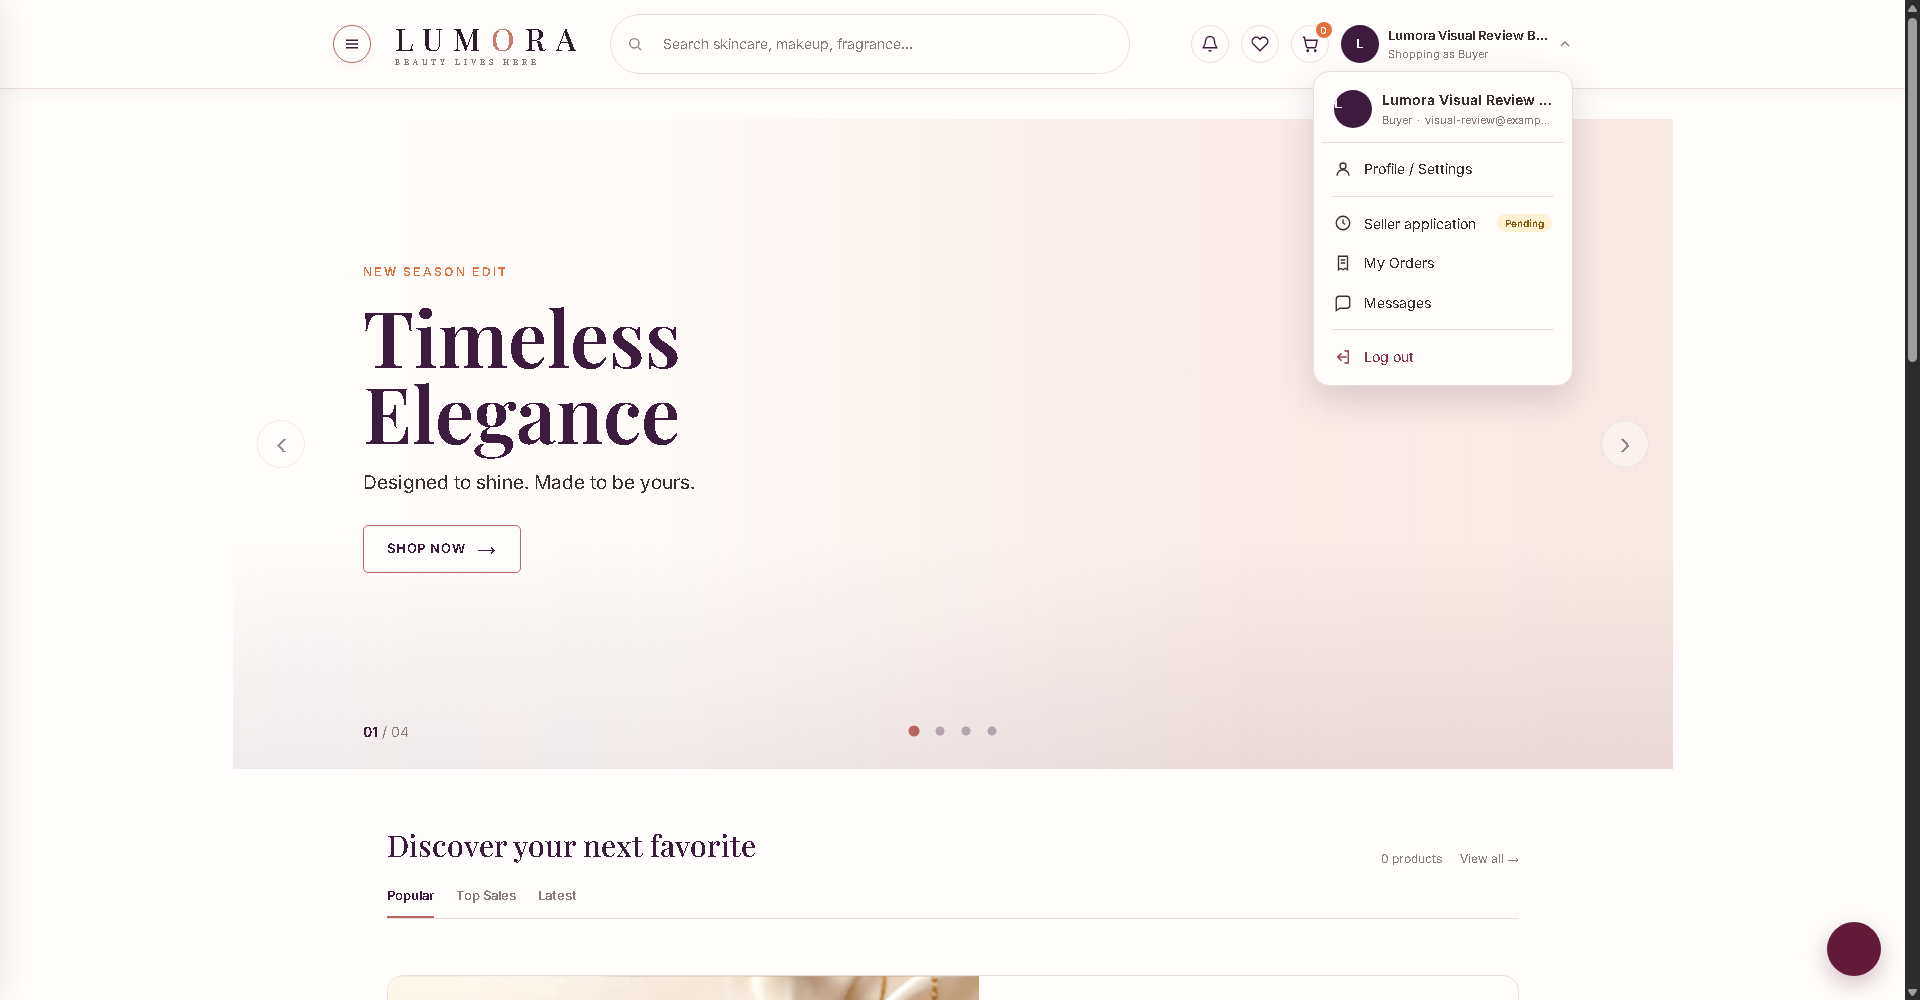 LUMORA
BEAUTY LIVES HERE
Search skincare, makeup, fragrance...
0
L
Lumora Visual Review B...
Shopping as Buyer
L
Lumora Visual Review ...
Buyer · visual-review@examp...
Profile / Settings
Seller application
Pending
My Orders
Messages
Log out
NEW SEASON EDIT
Timeless
Elegance
Designed to shine. Made to be yours.
SHOP NOW →
01 / 04
Discover your next favorite
0 products
View all →
Popular
Top Sales
Latest